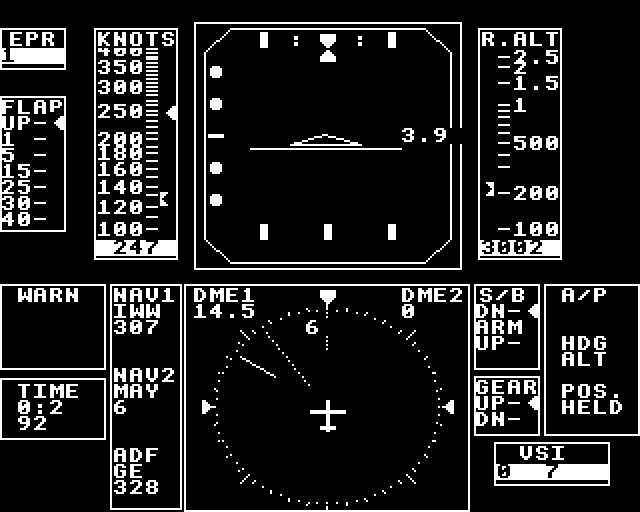 EPR
1
FLAP
UP-
1 -
5 -
15-
25-
30-
40-
KNOTS
400
350
300
250
200
180
160
140
120
100-
247
3.9
R.ALT
-2.5
-2
-1.5
1
-500
-200
-100
3002
WARN
TIME
0:2
92
NAV1
IWW
307
NAV2
MAY
6
ADF
GE
328
DME1
14.5
DME2
0
6
S/B
DN-
ARM
UP-
GEAR
UP-
DN-
A/P
HDG
ALT
POS.
HELD
VSI
0 7